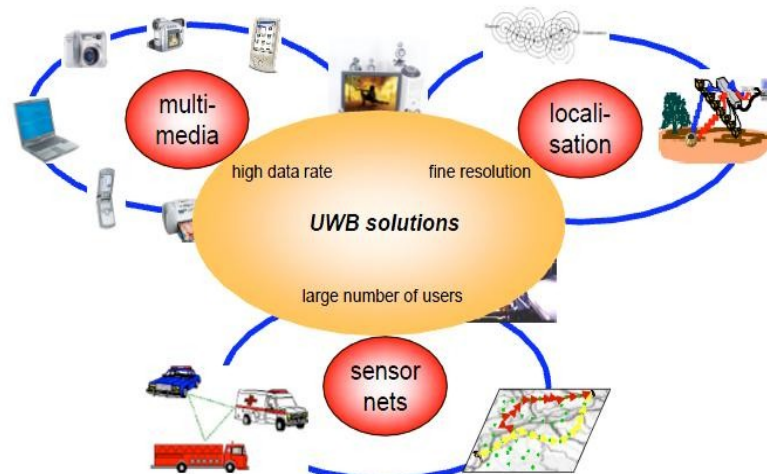 multi-
media
locali-
sation
high data rate
fine resolution
UWB solutions
large number of users
sensor
nets